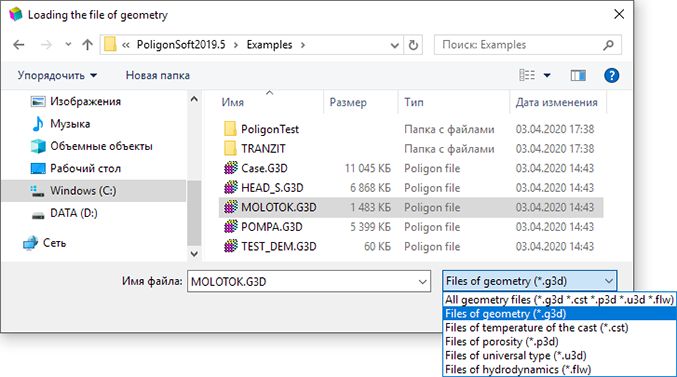 Loading the file of geometry
« PoligonSoft2019.5 › Examples ›
Поиск: Examples
Упорядочить Новая папка
Имя Размер Тип Дата изменения
Изображения
Музыка
Объемные объекты
Рабочий стол
Windows (C:)
DATA (D:)
Сеть
PoligonTest Папка с файлами 03.04.2020 17:38
TRANZIT Папка с файлами 03.04.2020 17:38
Case.G3D 11 045 КБ Poligon file 03.04.2020 14:43
HEAD_S.G3D 6 868 КБ Poligon file 03.04.2020 14:43
MOLOTOK.G3D 1 483 КБ Poligon file 03.04.2020 14:43
POMPA.G3D 5 399 КБ Poligon file 03.04.2020 14:43
TEST_DEM.G3D 60 КБ Poligon file 03.04.2020 14:43
Имя файла: MOLOTOK.G3D Files of geometry (*.g3d)
All geometry files (*.g3d *.cst *.p3d *.u3d *.flw)
Files of geometry (*.g3d)
Files of temperature of the cast (*.cst)
Files of porosity (*.p3d)
Files of universal type (*.u3d)
Files of hydrodynamics (*.flw)